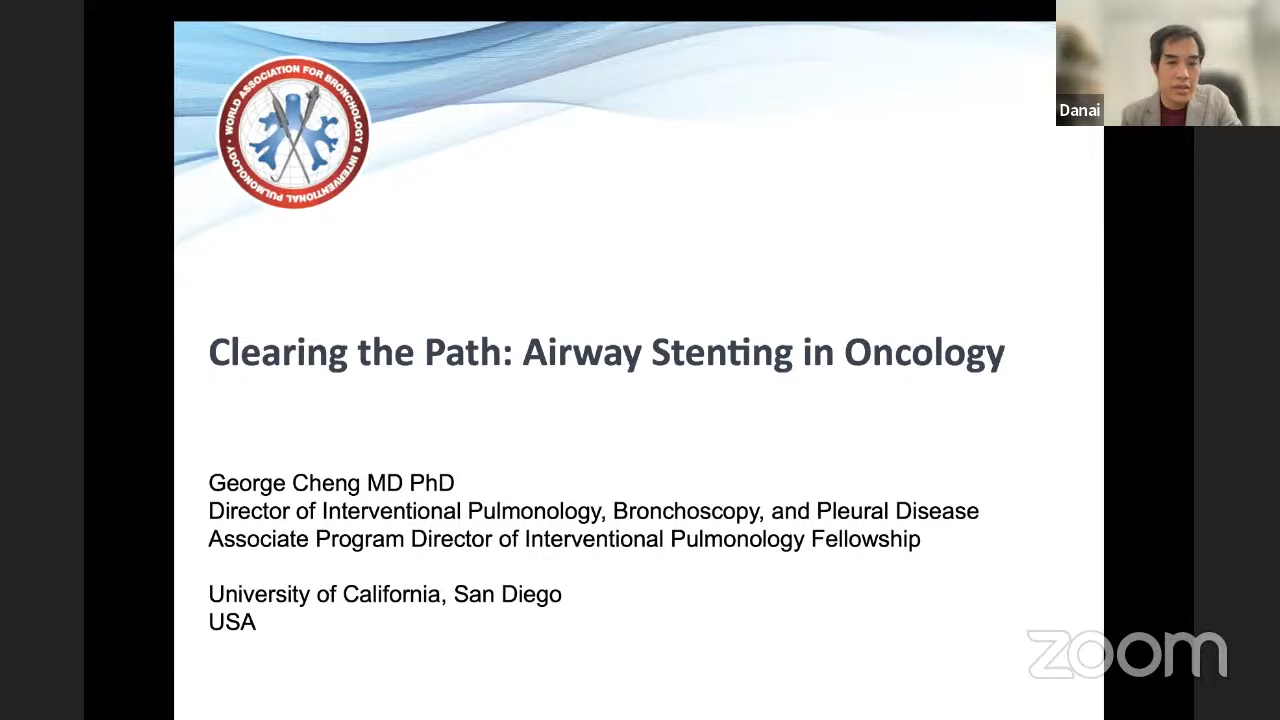 WORLD ASSOCIATION FOR BRONCHOLOGY & INTERVENTIONAL PULMONOLOGY •
Danai
Clearing the Path: Airway Stenting in Oncology
George Cheng MD PhD
Director of Interventional Pulmonology, Bronchoscopy, and Pleural Disease
Associate Program Director of Interventional Pulmonology Fellowship
University of California, San Diego
USA
zoom